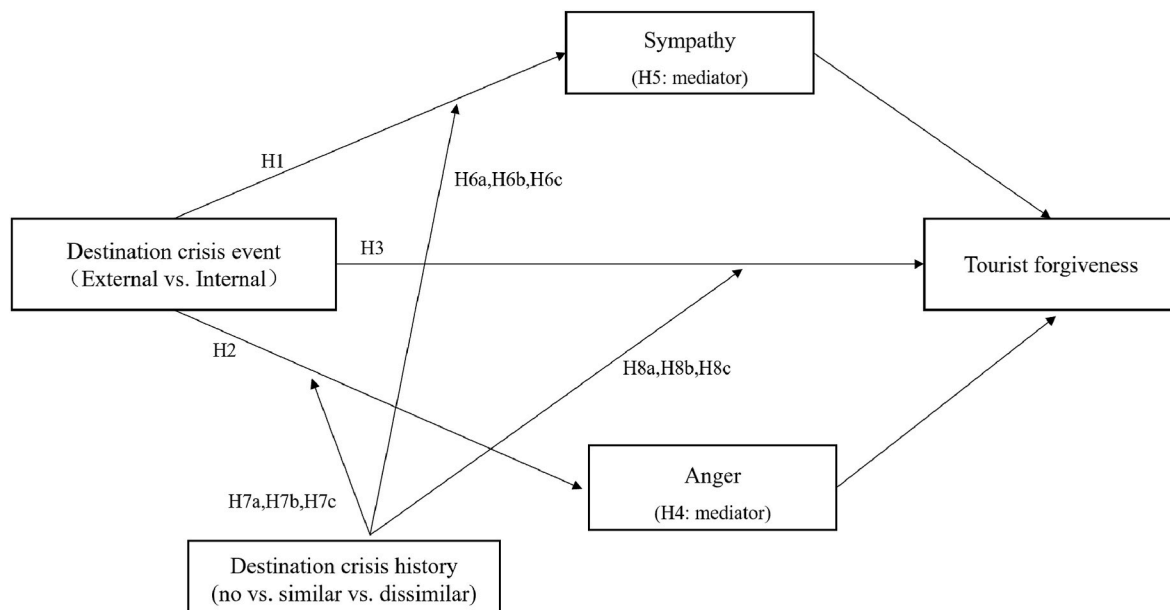 Sympathy
(H5: mediator)
H1
H6a,H6b,H6c
Destination crisis event
（External vs. Internal）
H3
Tourist forgiveness
H2
H8a,H8b,H8c
Anger
(H4: mediator)
H7a,H7b,H7c
Destination crisis history
(no vs. similar vs. dissimilar)